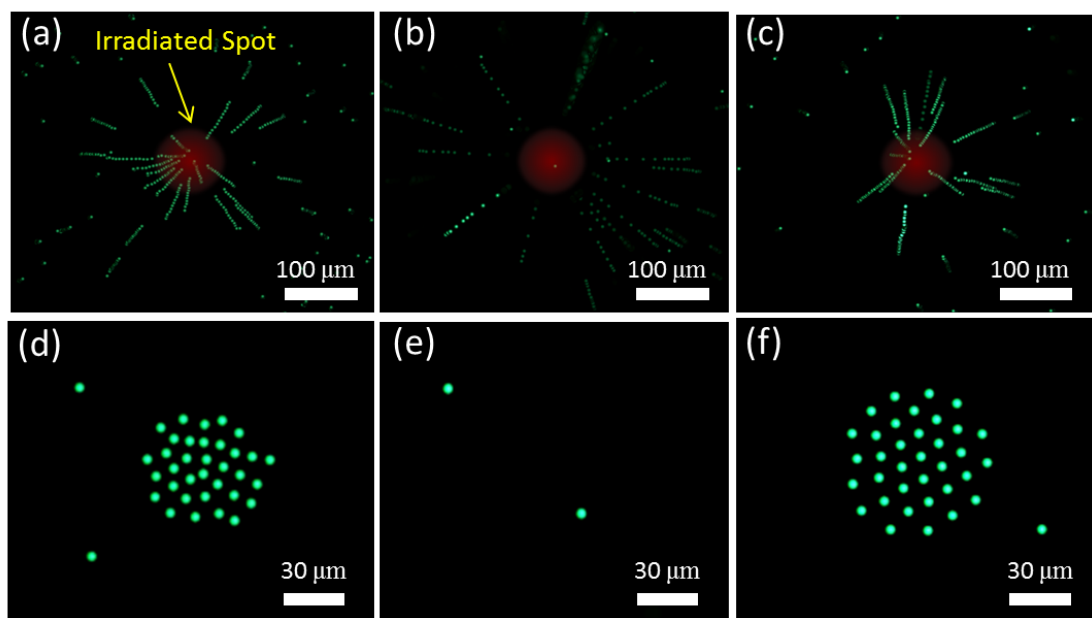 (a)
Irradiated Spot
100 μm
(b)
100 μm
(c)
100 μm
(d)
30 μm
(e)
30 μm
(f)
30 μm